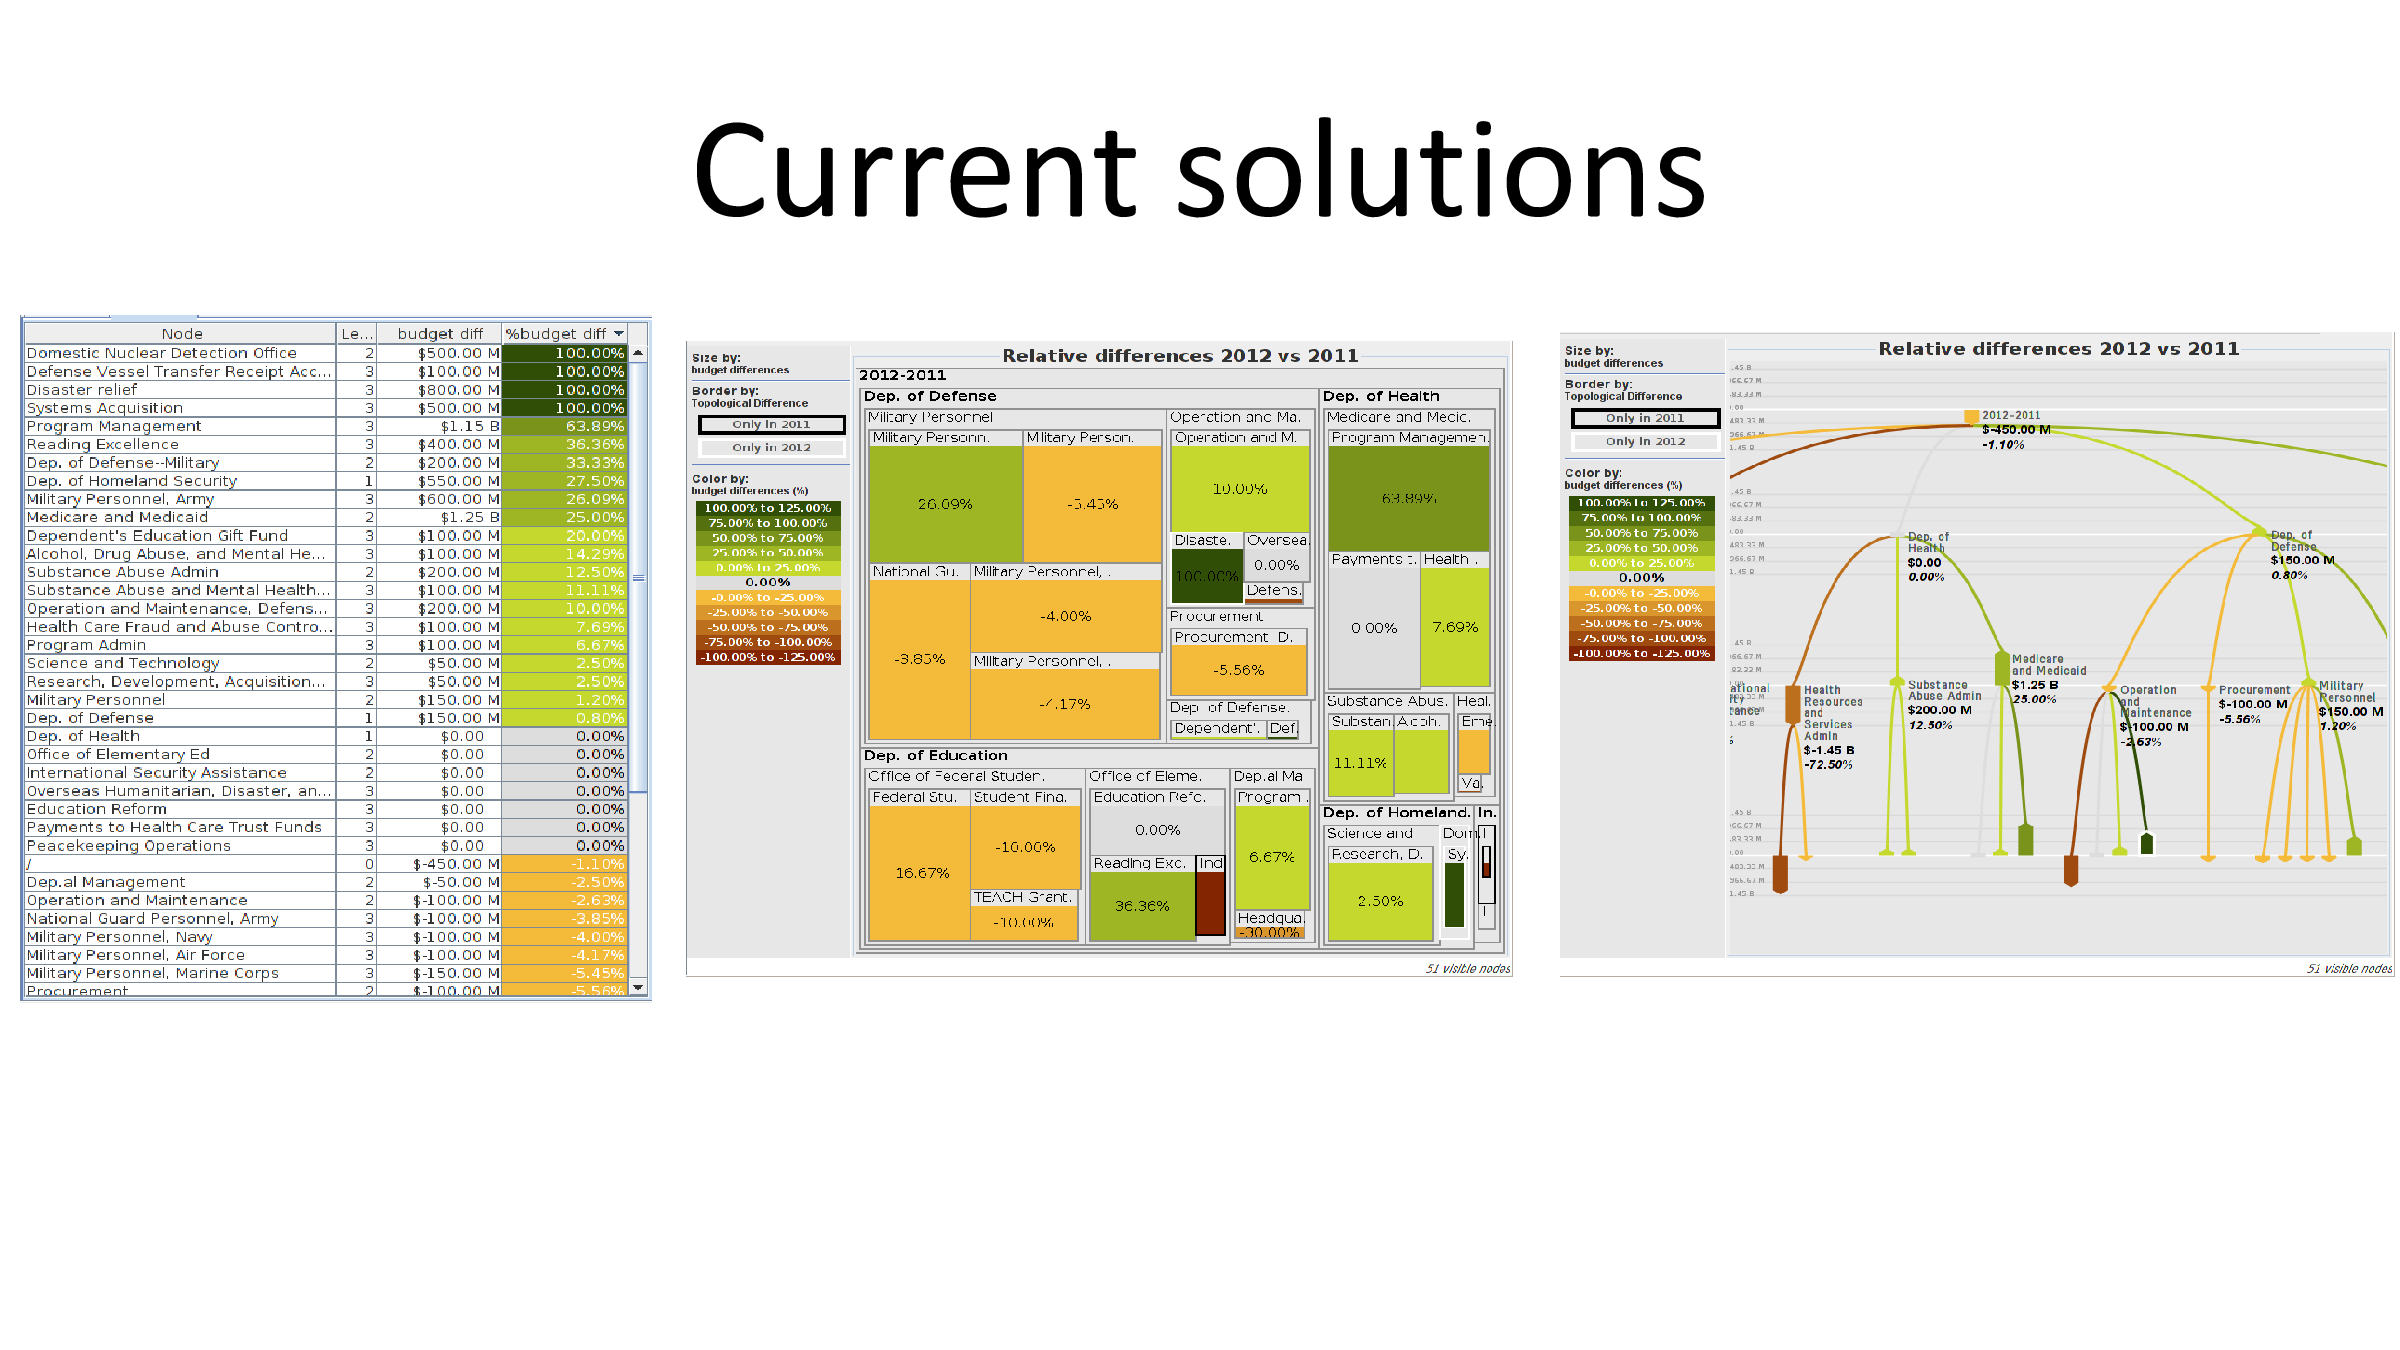 Current solutions
Node Le... budget diff %budget diff
Domestic Nuclear Detection Office 2 $500.00 M 100.00%
Defense Vessel Transfer Receipt Acc... 3 $100.00 M 100.00%
Disaster relief 3 $800.00 M 100.00%
Systems Acquisition 3 $500.00 M 100.00%
Program Management 3 $1.15 B 63.89%
Reading Excellence 3 $400.00 M 36.36%
Dep. of Defense--Military 2 $200.00 M 33.33%
Dep. of Homeland Security 1 $550.00 M 27.50%
Military Personnel, Army 3 $600.00 M 26.09%
Medicare and Medicaid 2 $1.25 B 25.00%
Dependent's Education Gift Fund 3 $100.00 M 20.00%
Alcohol, Drug Abuse, and Mental He... 3 $100.00 M 14.29%
Substance Abuse Admin 2 $200.00 M 12.50%
Substance Abuse and Mental Health... 3 $100.00 M 11.11%
Operation and Maintenance, Defens... 3 $200.00 M 10.00%
Health Care Fraud and Abuse Contro... 3 $100.00 M 7.69%
Program Admin 3 $100.00 M 6.67%
Science and Technology 2 $50.00 M 2.50%
Research, Development, Acquisition... 3 $50.00 M 2.50%
Military Personnel 2 $150.00 M 1.20%
Dep. of Defense 1 $150.00 M 0.80%
Dep. of Health 1 $0.00 0.00%
Office of Elementary Ed 2 $0.00 0.00%
International Security Assistance 2 $0.00 0.00%
Overseas Humanitarian, Disaster, an... 3 $0.00 0.00%
Education Reform 3 $0.00 0.00%
Payments to Health Care Trust Funds 3 $0.00 0.00%
Peacekeeping Operations 3 $0.00 0.00%
/ 0 $-450.00 M -1.10%
Dep.al Management 2 $-50.00 M -2.50%
Operation and Maintenance 2 $-100.00 M -2.63%
National Guard Personnel, Army 3 $-100.00 M -3.85%
Military Personnel, Navy 3 $-100.00 M -4.00%
Military Personnel, Air Force 3 $-100.00 M -4.17%
Military Personnel, Marine Corps 3 $-150.00 M -5.45%
Procurement 2 $-100.00 M -5.56%
Size by:
budget differences
Border by:
Topological Difference
Only in 2011
Only in 2012
Color by:
budget differences (%)
100.00% to 125.00%
75.00% to 100.00%
50.00% to 75.00%
25.00% to 50.00%
0.00% to 25.00%
0.00%
-0.00% to -25.00%
-25.00% to -50.00%
-50.00% to -75.00%
-75.00% to -100.00%
-100.00% to -125.00%
Relative differences 2012 vs 2011
2012-2011
Dep. of Defense
Military Personnel
Military Personn.
26.09%
Military Person.
-5.45%
National Gu.
-3.85%
Military Personnel, .
-4.00%
Military Personnel, .
-4.17%
Operation and Ma.
Operation and M.
10.00%
Disaste.
100.00%
Oversea.
0.00%
Defens.
Procurement
Procurement D.
-5.56%
Dep. of Defense.
Dependent'.
Def.
Dep. of Health
Medicare and Medic.
Program Managemen.
63.89%
Payments t.
0.00%
Health .
7.69%
Substance Abus.
Substan.
11.11%
Alcoh.
Heal.
Eme.
Va.
Dep. of Education
Office of Federal Studen.
Federal Stu.
16.67%
Student Fina.
-10.00%
TEACH Grant.
-10.00%
Office of Eleme.
Education Refo.
0.00%
Reading Exc.
36.36%
Ind
Dep.al Ma
Program .
6.67%
Headqua.
-30.00%
Dep. of Homeland.
Science and
Research, D.
2.50%
Dom.
Sy.
In.
51 visible nodes
Size by:
budget differences
Border by:
Topological Difference
Only in 2011
Only in 2012
Color by:
budget differences (%)
100.00% to 125.00%
75.00% to 100.00%
50.00% to 75.00%
25.00% to 50.00%
0.00% to 25.00%
0.00%
-0.00% to -25.00%
-25.00% to -50.00%
-50.00% to -75.00%
-75.00% to -100.00%
-100.00% to -125.00%
Relative differences 2012 vs 2011
2012-2011
$-450.00 M
-1.10%
Dep. of
Health
$0.00
0.00%
Dep. of
Defense
$150.00 M
0.80%
Health
Resources
and
Services
Admin
$-1.45 B
-72.50%
Substance
Abuse Admin
$200.00 M
12.50%
Medicare
and Medicaid
$1.25 B
25.00%
Operation
and
Maintenance
$-100.00 M
-2.63%
Procurement
$-100.00 M
-5.56%
Military
Personnel
$150.00 M
1.20%
51 visible nodes